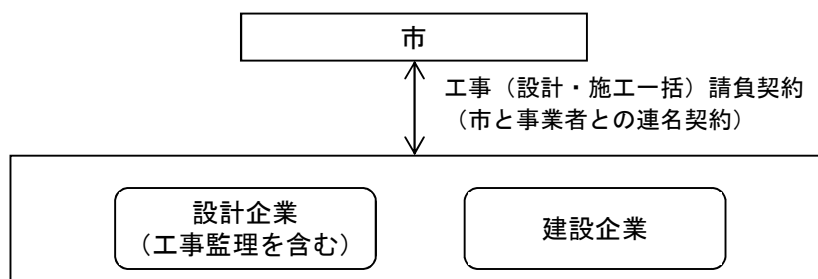 市
工事（設計・施工一括）請負契約
（市と事業者との連名契約）
設計企業
（工事監理を含む）
建設企業